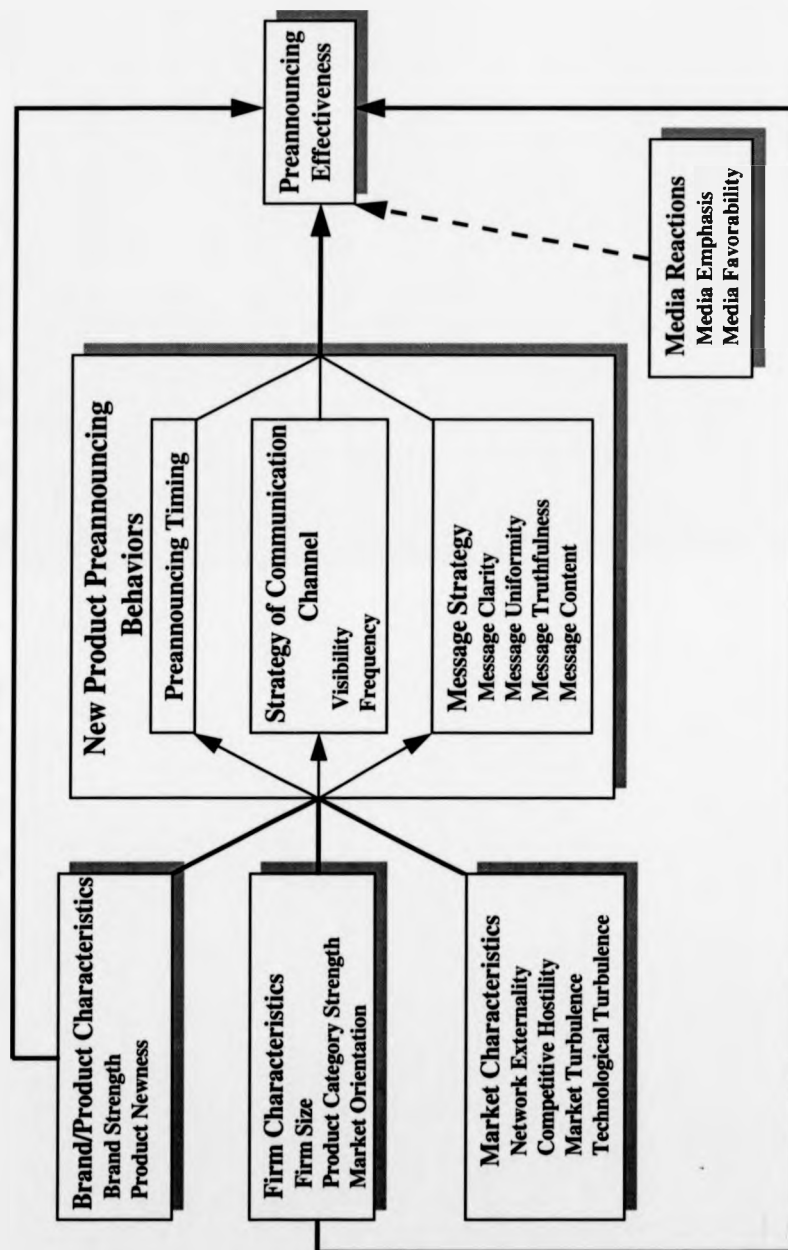 Brand/Product Characteristics
Brand Strength
Product Newness
Firm Characteristics
Firm Size
Product Category Strength
Market Orientation
Market Characteristics
Network Externality
Competitive Hostility
Market Turbulence
Technological Turbulence
New Product Preannouncing
Behaviors
Preannouncing Timing
Strategy of Communication
Channel
Visibility
Frequency
Message Strategy
Message Clarity
Message Uniformity
Message Truthfulness
Message Content
Preannouncing
Effectiveness
Media Reactions
Media Emphasis
Media Favorability